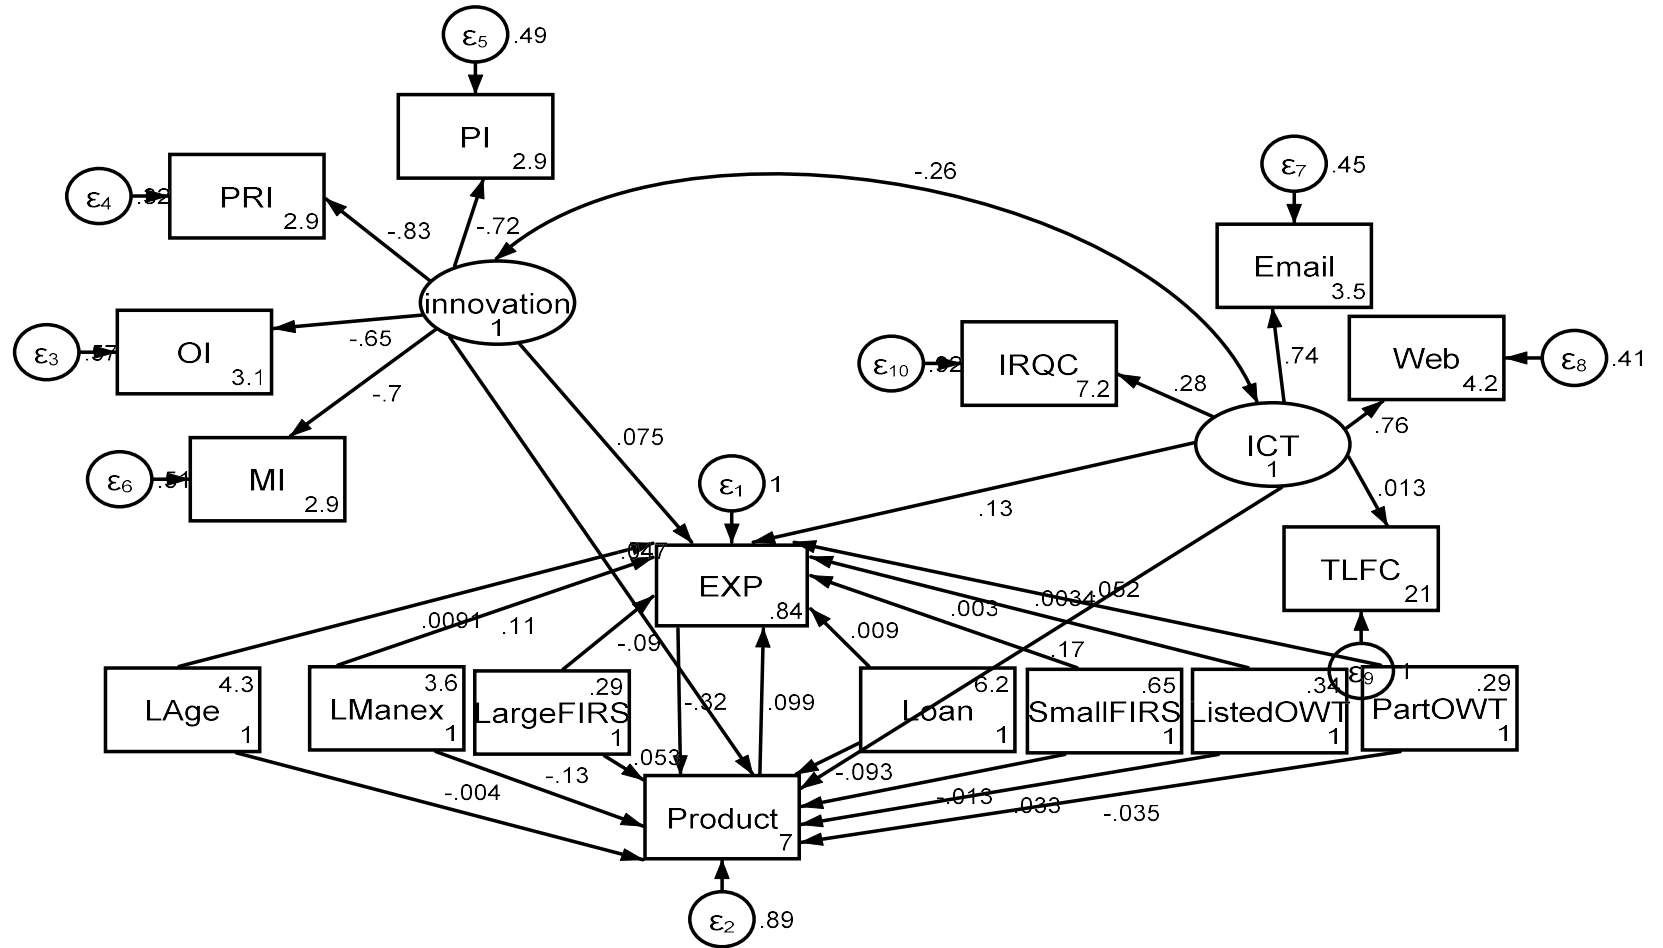 ε5 .49
PI
2.9
-.26
ε7 .45
ε4
PRI
2.9
-.83
-.72
Email
3.5
innovation
1
ε3 .57
OI
3.1
-.65
ε10
IRQC
7.2
.28
.74
Web
4.2
ε8 .41
-.7
.76
ICT
1
.075
ε6 .51
MI
2.9
ε1 1
.13
.013
.047
EXP
.84
TLFC
21
.0091
.11
-.09
.009
.003
.0034
.052
.17
ε9 1
LAge
4.3
1
LManex
3.6
1
LargeFIRS
.29
1
-.32
.099
Loan
6.2
1
SmallFIRS
.65
1
ListedOWT
.34
1
PartOWT
.29
1
-.004
-.13
.053
-.093
-.013
.033
-.035
Product
7
ε2 .89